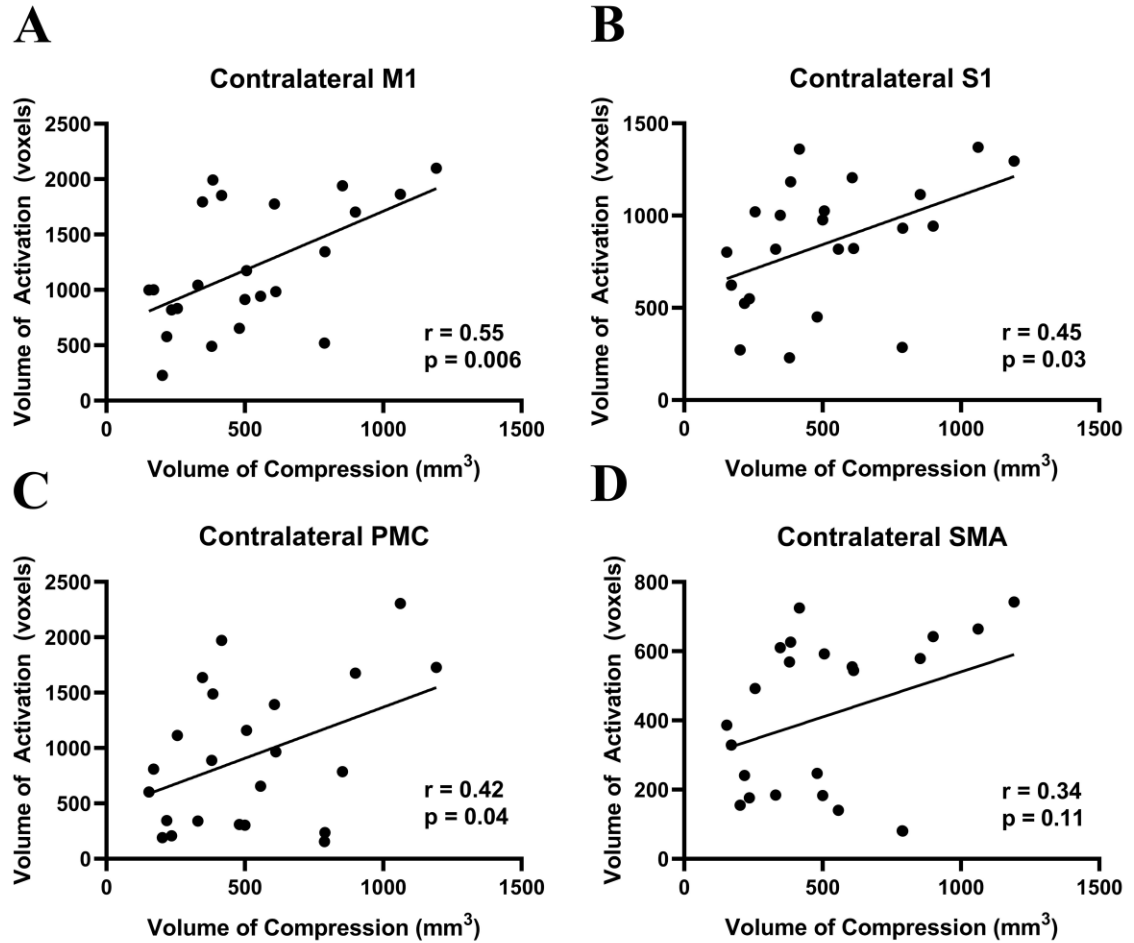 A
Contralateral M1
Volume of Activation (voxels)
2500
2000
1500
1000
500
0
0 500 1000 1500
r = 0.55
p = 0.006
Volume of Compression (mm³)
B
Contralateral S1
Volume of Activation (voxels)
1500
1000
500
0
0 500 1000 1500
r = 0.45
p = 0.03
Volume of Compression (mm³)
C
Contralateral PMC
Volume of Activation (voxels)
2500
2000
1500
1000
500
0
0 500 1000 1500
r = 0.42
p = 0.04
Volume of Compression (mm³)
D
Contralateral SMA
Volume of Activation (voxels)
800
600
400
200
0
0 500 1000 1500
r = 0.34
p = 0.11
Volume of Compression (mm³)